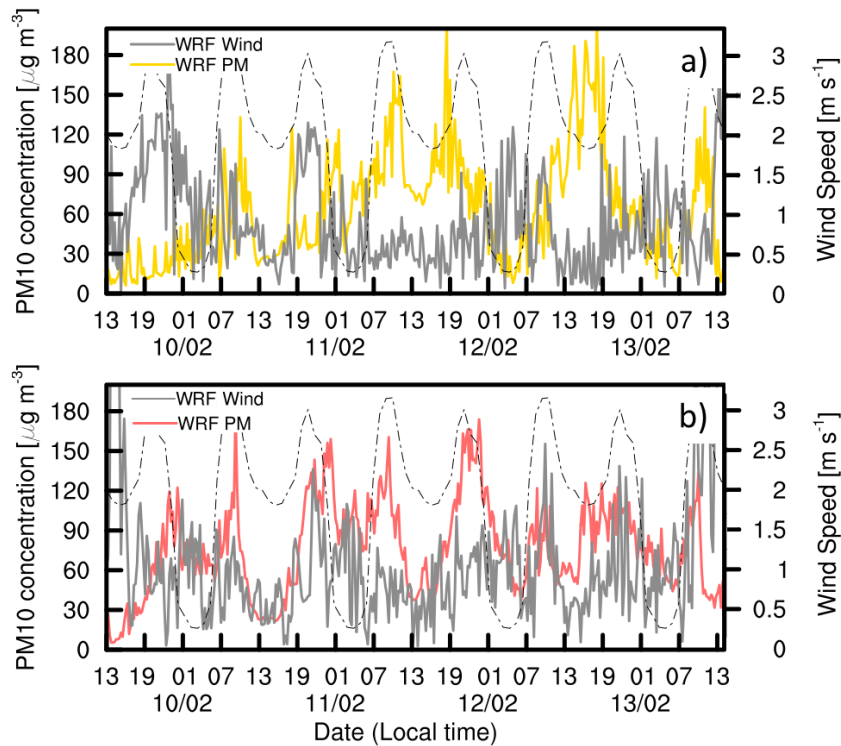 PM10 concentration [μg m-3]
180
150
120
90
60
30
0
WRF Wind
WRF PM
a)
3
2.5
2
1.5
1
0.5
0
Wind Speed [m s-1]
13 19 01 07 13 19 01 07 13 19 01 07 13 19 01 07 13
10/02 11/02 12/02 13/02
PM10 concentration [μg m-3]
180
150
120
90
60
30
0
WRF Wind
WRF PM
b)
3
2.5
2
1.5
1
0.5
0
Wind Speed [m s-1]
13 19 01 07 13 19 01 07 13 19 01 07 13 19 01 07 13
10/02 11/02 12/02 13/02
Date (Local time)